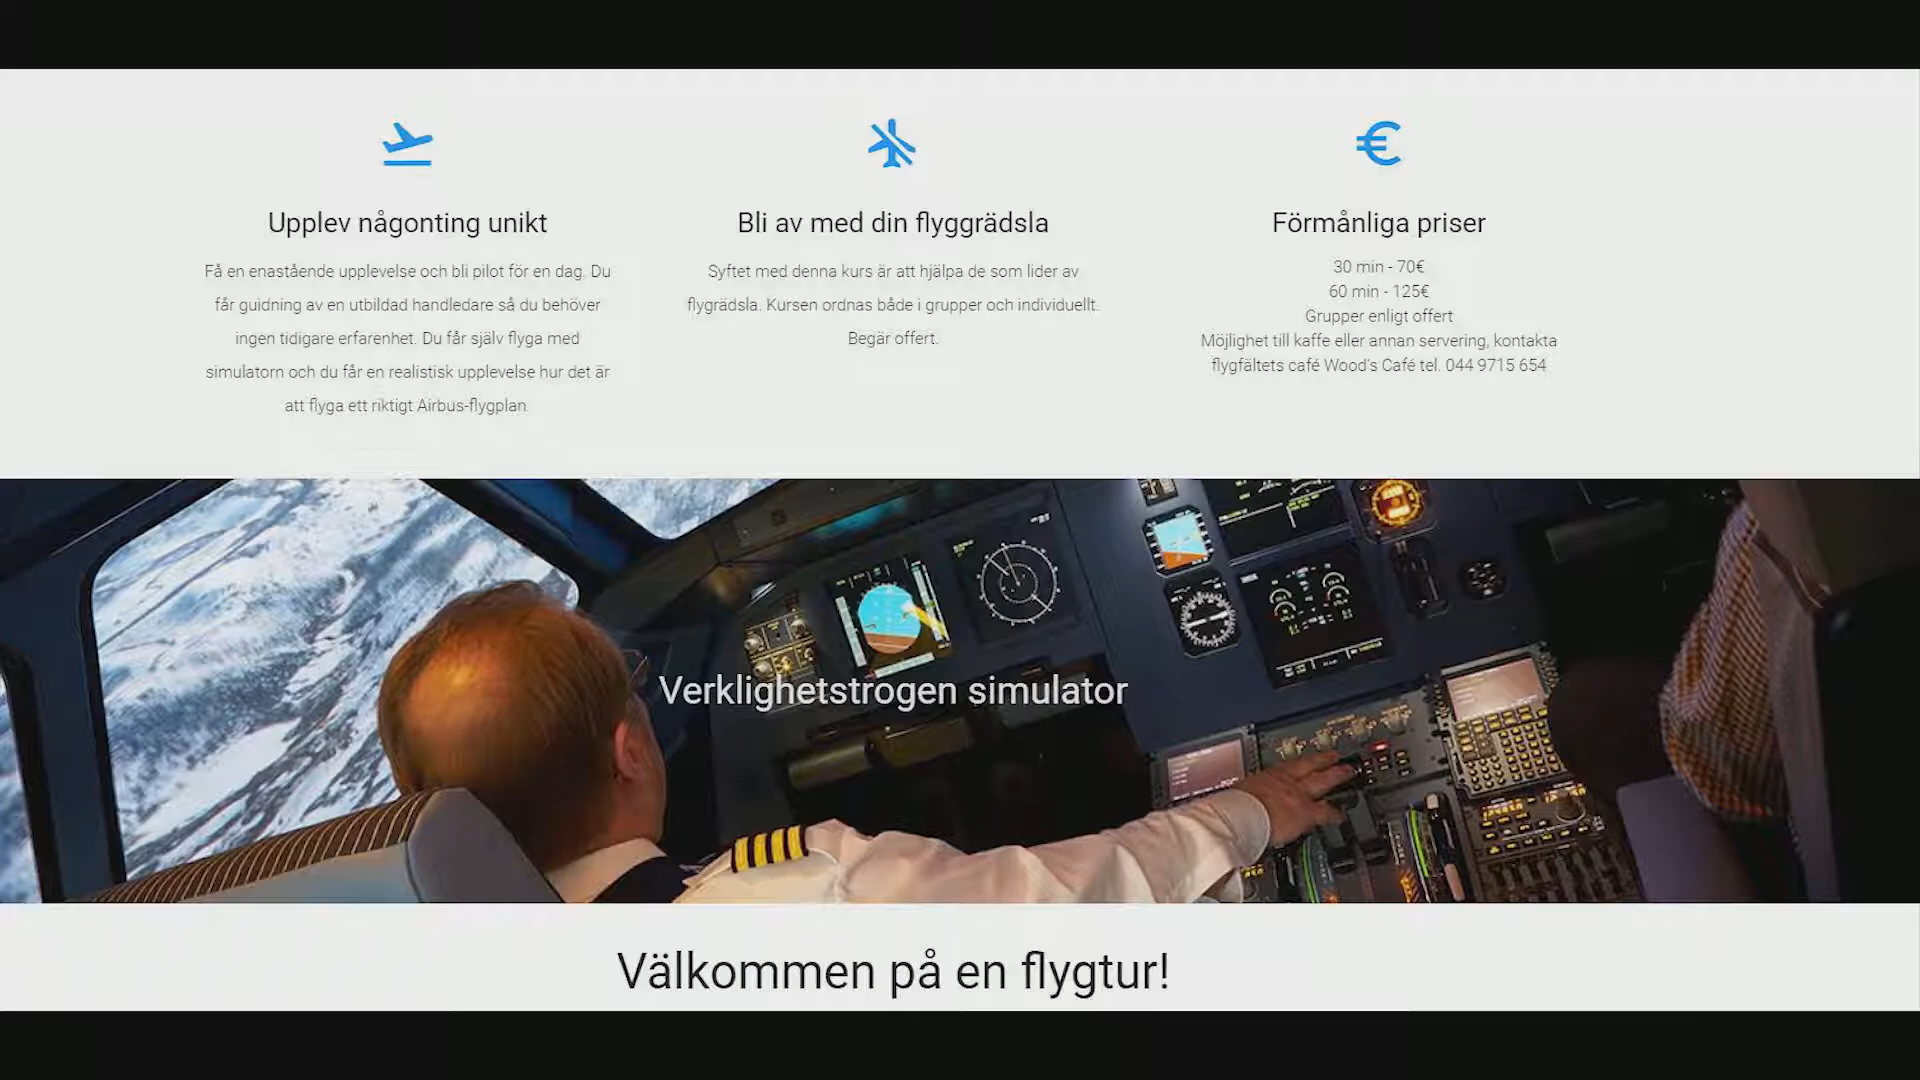 Upplev någonting unikt
Få en enastående upplevelse och bli pilot för en dag. Du
får guidning av en utbildad handledare så du behöver
ingen tidigare erfarenhet. Du får själv flyga med
simulatorn och du får en realistisk upplevelse hur det är
att flyga ett riktigt Airbus-flygplan.
Bli av med din flyggrädsla
Syftet med denna kurs är att hjälpa de som lider av
flygrädsla. Kursen ordnas både i grupper och individuellt.
Begär offert.
Förmånliga priser
30 min - 70€
60 min - 125€
Grupper enligt offert
Möjlighet till kaffe eller annan servering, kontakta
flygfältets café Wood's Café tel. 044 9715 654
Verklighetstrogen simulator
Välkommen på en flygtur!